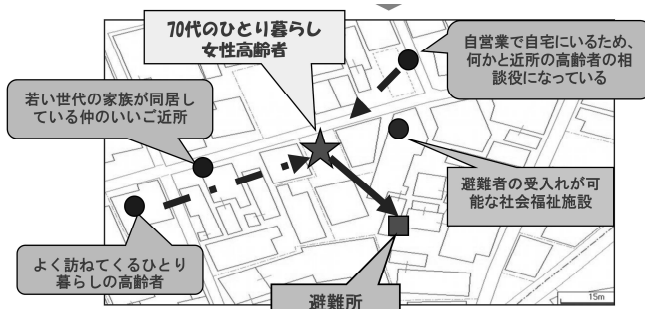 70代のひとり暮らし
女性高齢者
自営業で自宅にいるため、
何かと近所の高齢者の相
談役になっている
若い世代の家族が同居し
ている仲のいいご近所
避難者の受入れが可
能な社会福祉施設
よく訪ねてくるひとり
暮らしの高齢者
避難所
15m